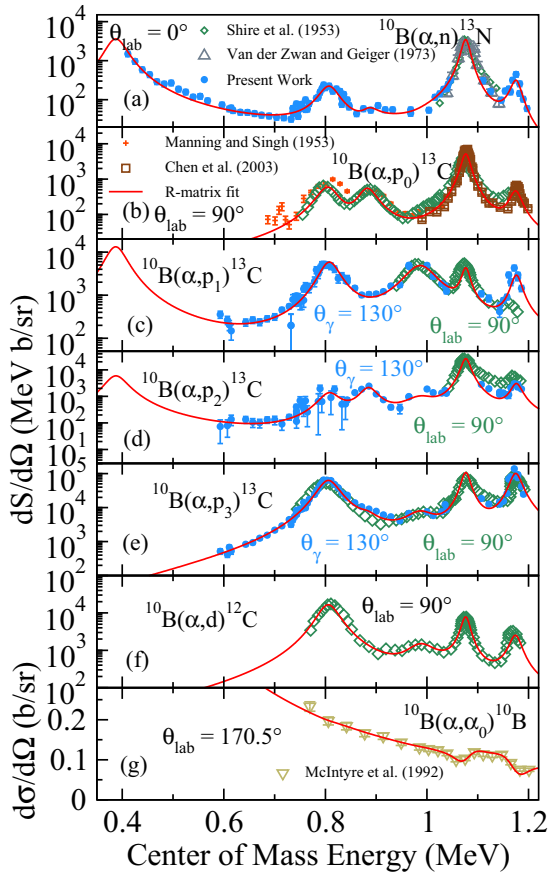 θlab = 0°
10B(α,n)13N
Shire et al. (1953)
Van der Zwan and Geiger (1973)
Present Work
(a)
10^4
10^3
10^2
10^4
10^3
10^2
Manning and Singh (1953)
Chen et al. (2003)
R-matrix fit
10B(α,p0)13C
(b)
θlab = 90°
10^4
10^3
10^2
10B(α,p1)13C
(c)
θγ = 130°
θlab = 90°
10^4
10^3
10^2
10^1
10B(α,p2)13C
θγ = 130°
(d)
θlab = 90°
10^5
10^4
10^3
10^2
10B(α,p3)13C
(e)
θγ = 130°
θlab = 90°
10^5
10^4
10^3
10^2
10B(α,d)12C
θlab = 90°
(f)
10^2
0.2
0.1
0
10B(α,α0)10B
θlab = 170.5°
(g)
McIntyre et al. (1992)
dS/dΩ (MeV b/sr)
dσ/dΩ (b/sr)
0.4
0.6
0.8
1
1.2
Center of Mass Energy (MeV)